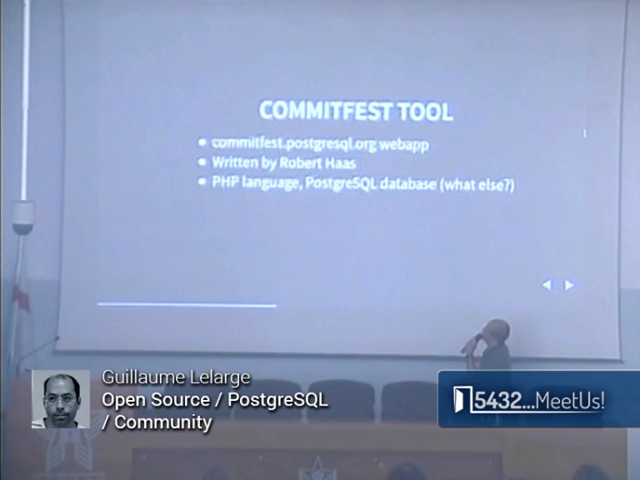 COMMITFEST TOOL
commitfest.postgresql.org webapp
Written by Robert Haas
PHP language, PostgreSQL database (what else?)
Guillaume Lelarge
Open Source / PostgreSQL
/ Community
5432...MeetUs!